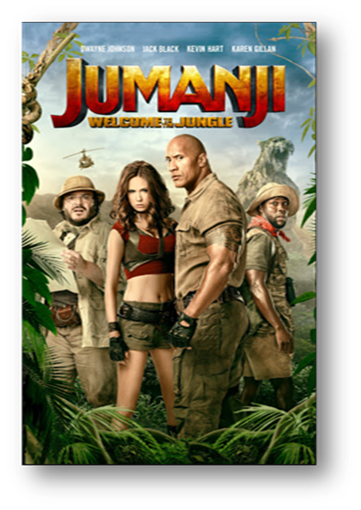 DWAYNE JOHNSON JACK BLACK KEVIN HART KAREN GILLAN
JUMANJI
WELCOME TO THE JUNGLE